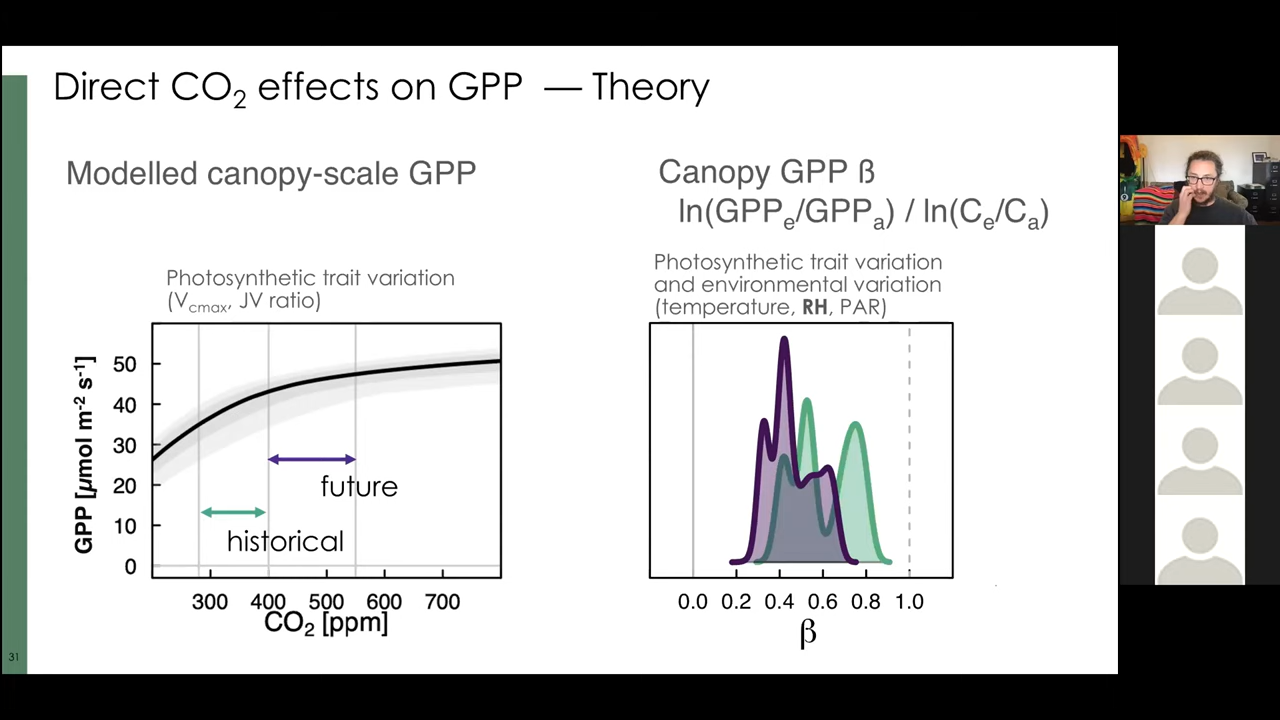 Direct CO₂ effects on GPP — Theory
Modelled canopy-scale GPP
Photosynthetic trait variation
(Vcmax, JV ratio)
GPP [µmol m⁻² s⁻¹]
50
40
30
20
10
0
future
historical
300 400 500 600 700
CO₂ [ppm]
Canopy GPP ß
ln(GPPe/GPPa) / ln(Ce/Ca)
Photosynthetic trait variation
and environmental variation
(temperature, RH, PAR)
0.0 0.2 0.4 0.6 0.8 1.0
β
31